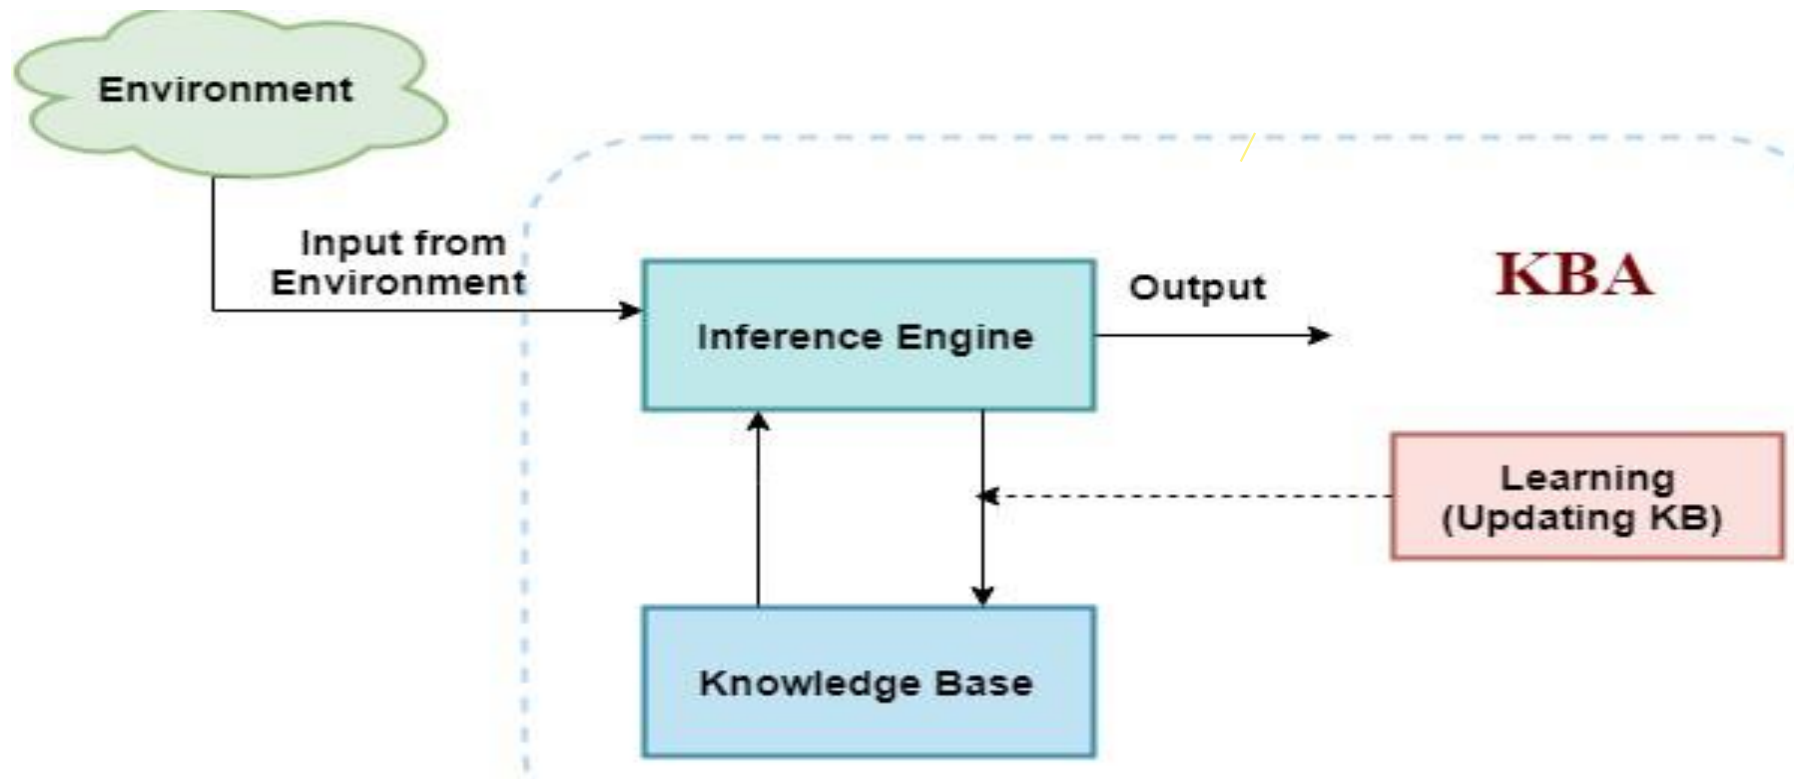 Environment
Input from
Environment
KBA
Output
Inference Engine
Learning
(Updating KB)
Knowledge Base